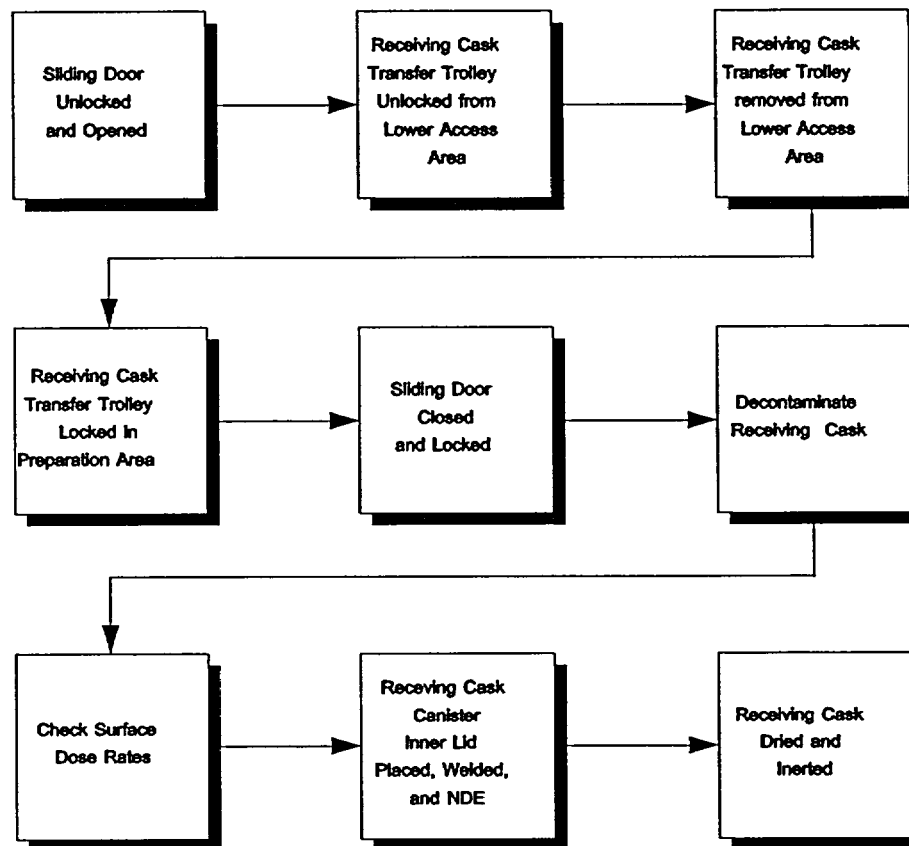 Sliding Door
Unlocked
and Opened
Receiving Cask
Transfer Trolley
Unlocked from
Lower Access
Area
Receiving Cask
Transfer Trolley
removed from
Lower Access
Area
Receiving Cask
Transfer Trolley
Locked in
Preparation Area
Sliding Door
Closed
and Locked
Decontaminate
Receiving Cask
Check Surface
Dose Rates
Receving Cask
Canister
Inner Lid
Placed, Welded,
and NDE
Receiving Cask
Dried and
Inerted